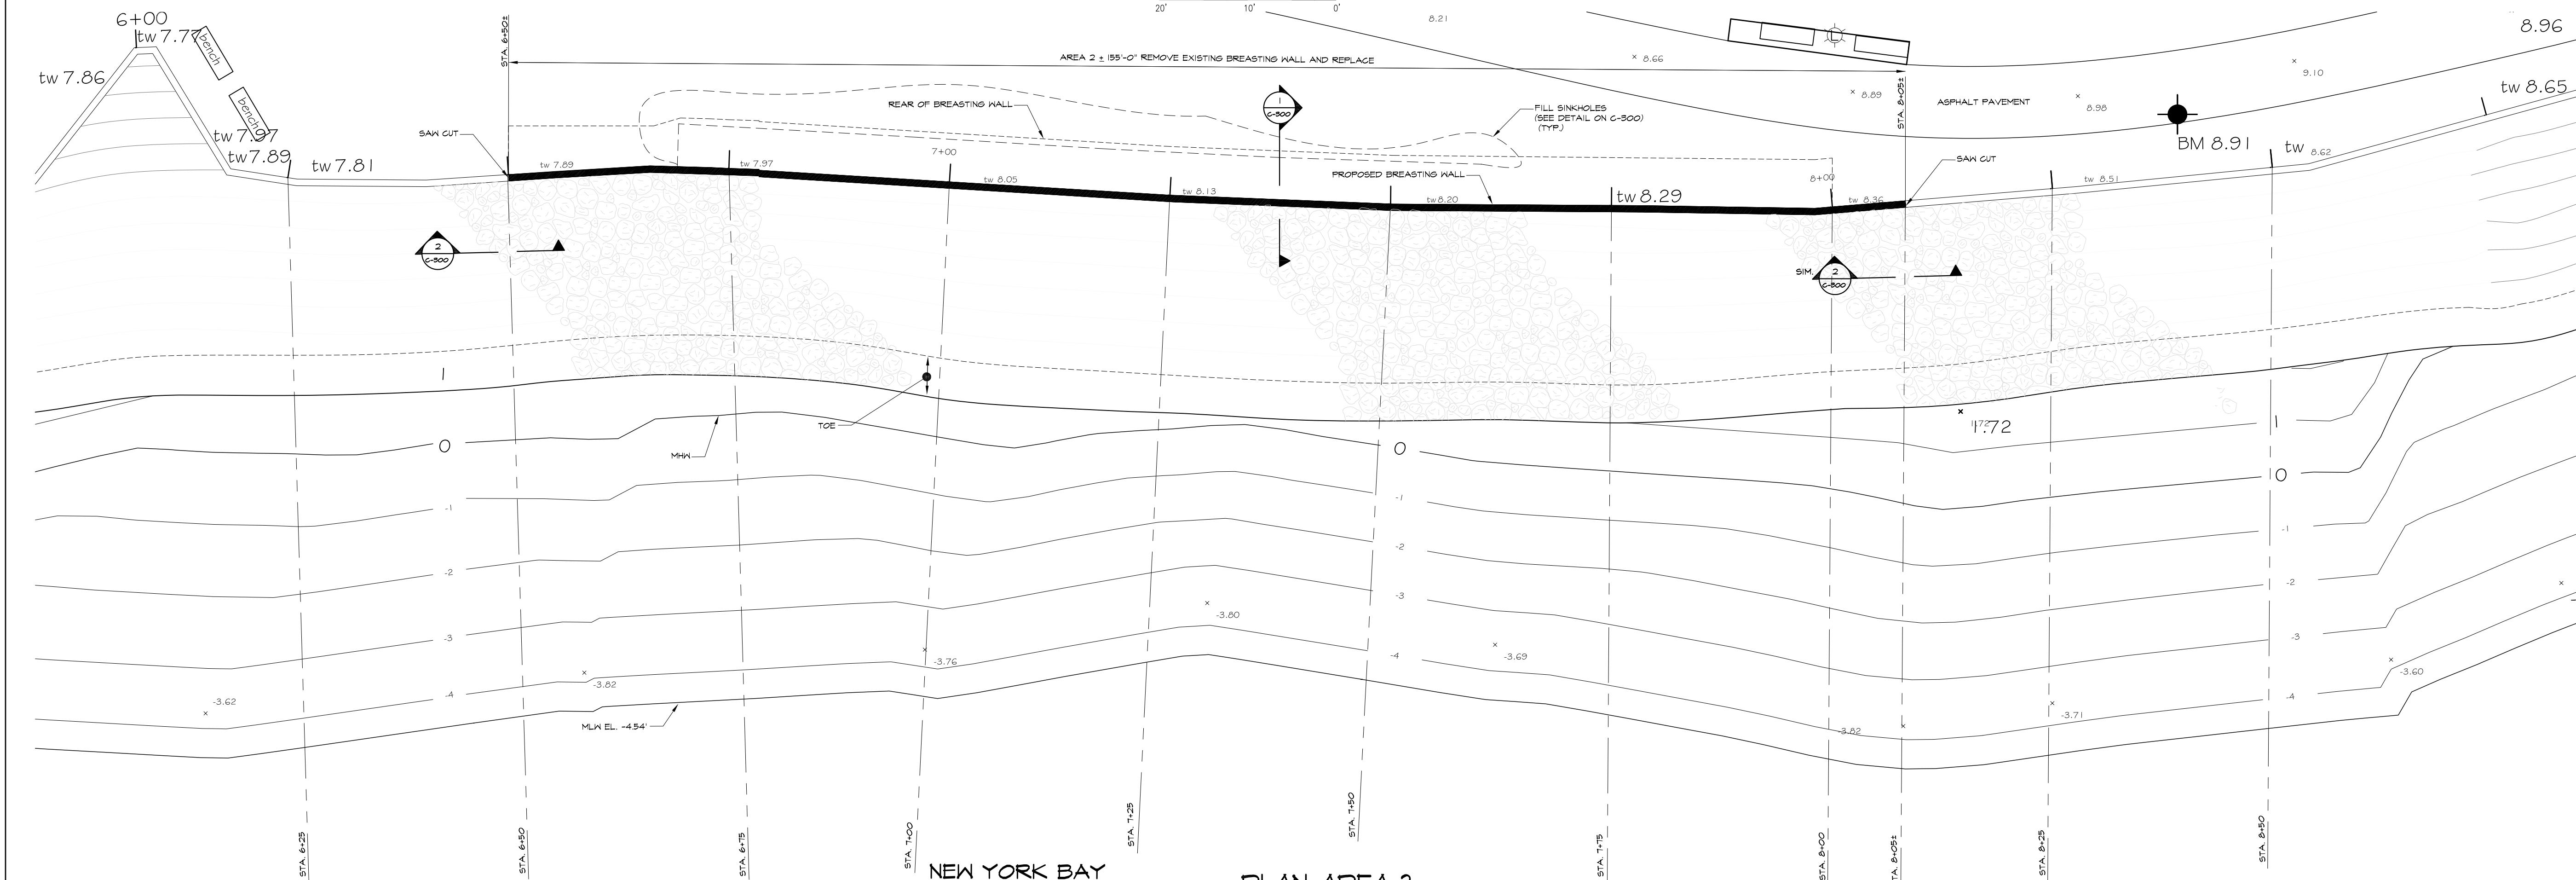 20' 10' 0'
8.21
6+00
tw 7.77
bench
tw 7.86
bench
tw 7.97
tw 7.89
tw 7.81
STA. 6+50±
AREA 2 ± 155'-0" REMOVE EXISTING BREASTING WALL AND REPLACE
8.66
L
8.96
9.10
8.89
8.98
ASPHALT PAVEMENT
STA. 8+05±
tw 8.65
REAR OF BREASTING WALL
1
C-300
FILL SINKHOLES
(SEE DETAIL ON C-300)
(TYP.)
SAW CUT
BM 8.91
tw 8.62
SAW CUT
tw 7.89
tw 7.97
7+00
tw 8.05
tw 8.13
PROPOSED BREASTING WALL
tw 8.20
tw 8.29
8+00
tw 8.36
tw 8.51
2
C-300
SIM.
2
C-300
1
TOE
MHW
1.72
1.72
1
0
0
0
-1
-1
-1
-2
-2
-2
-3
-3
-3
-4
-4
-4
-3.62
-3.82
-3.76
-3.80
-3.69
-3.82
-3.71
-3.60
MLW EL. -4.54'
STA. 6+25
STA. 6+50
STA. 6+75
STA. 7+00
STA. 7+25
STA. 7+50
STA. 7+75
STA. 8+00
STA. 8+05±
STA. 8+25
STA. 8+50
NEW YORK BAY
PLAN AREA 2